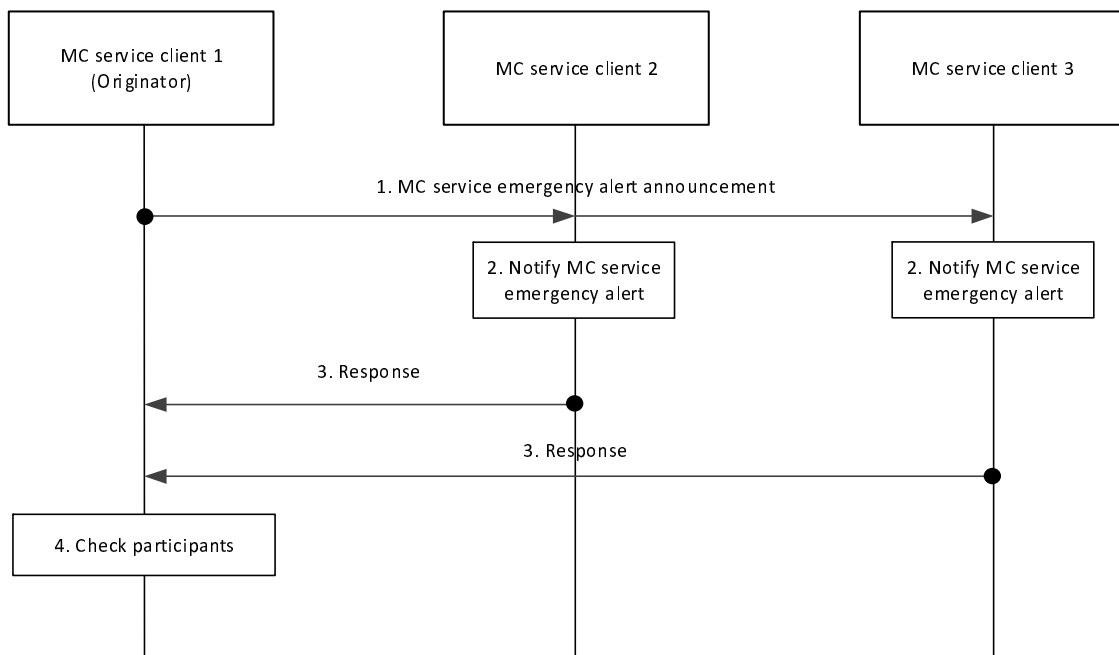 MC service client 1
(Originator)
MC service client 2
MC service client 3
1. MC service emergency alert announcement
2. Notify MC service
emergency alert
2. Notify MC service
emergency alert
3. Response
3. Response
4. Check participants